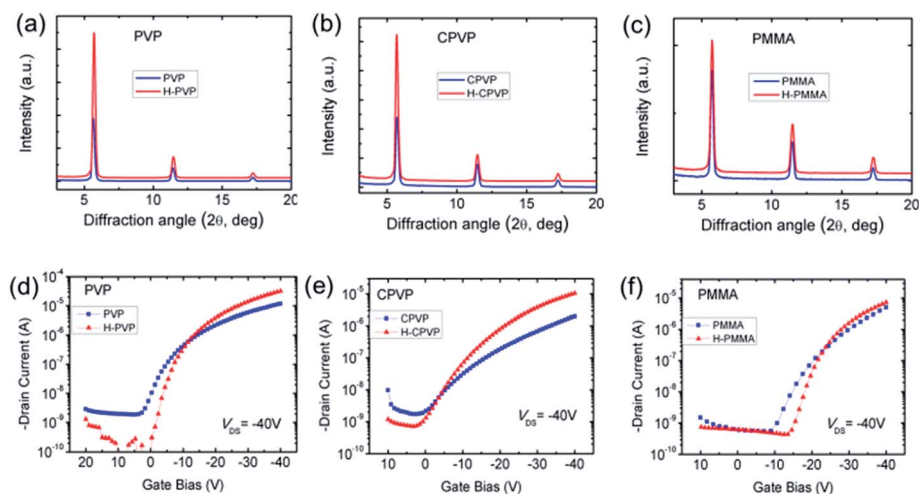 (a)
PVP
PVP
H-PVP
Intensity (a.u.)
5 10 15 20
Diffraction angle (2θ, deg)
(b)
CPVP
CPVP
H-CPVP
Intensity (a.u.)
5 10 15 20
Diffraction angle (2θ, deg)
(c)
PMMA
PMMA
H-PMMA
Intensity (a.u.)
5 10 15 20
Diffraction angle (2θ, deg)
(d)
PVP
PVP
H-PVP
-Drain Current (A)
10⁻⁴
10⁻⁵
10⁻⁶
10⁻⁷
10⁻⁸
10⁻⁹
10⁻¹⁰
V_DS = -40V
20 10 0 -10 -20 -30 -40
Gate Bias (V)
(e)
CPVP
CPVP
H-CPVP
-Drain Current (A)
10⁻⁵
10⁻⁶
10⁻⁷
10⁻⁸
10⁻⁹
10⁻¹⁰
V_DS = -40V
10 0 -10 -20 -30 -40
Gate Bias (V)
(f)
PMMA
PMMA
H-PMMA
-Drain Current (A)
10⁻⁵
10⁻⁶
10⁻⁷
10⁻⁸
10⁻⁹
10⁻¹⁰
V_DS = -40V
10 0 -10 -20 -30 -40
Gate Bias (V)